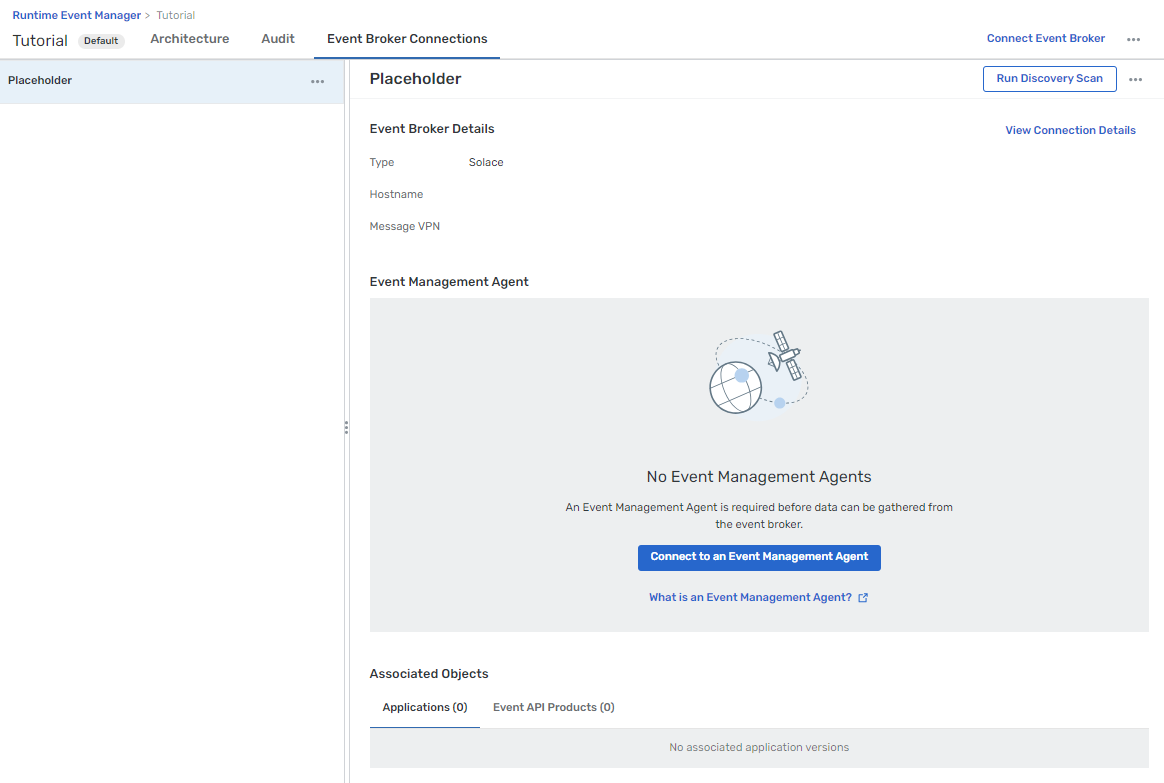 Runtime Event Manager > Tutorial
Tutorial Default Architecture Audit Event Broker Connections Connect Event Broker
Placeholder
Placeholder Run Discovery Scan
Event Broker Details View Connection Details
Type Solace
Hostname
Message VPN
Event Management Agent
No Event Management Agents
An Event Management Agent is required before data can be gathered from
the event broker.
Connect to an Event Management Agent
What is an Event Management Agent?
Associated Objects
Applications (0) Event API Products (0)
No associated application versions